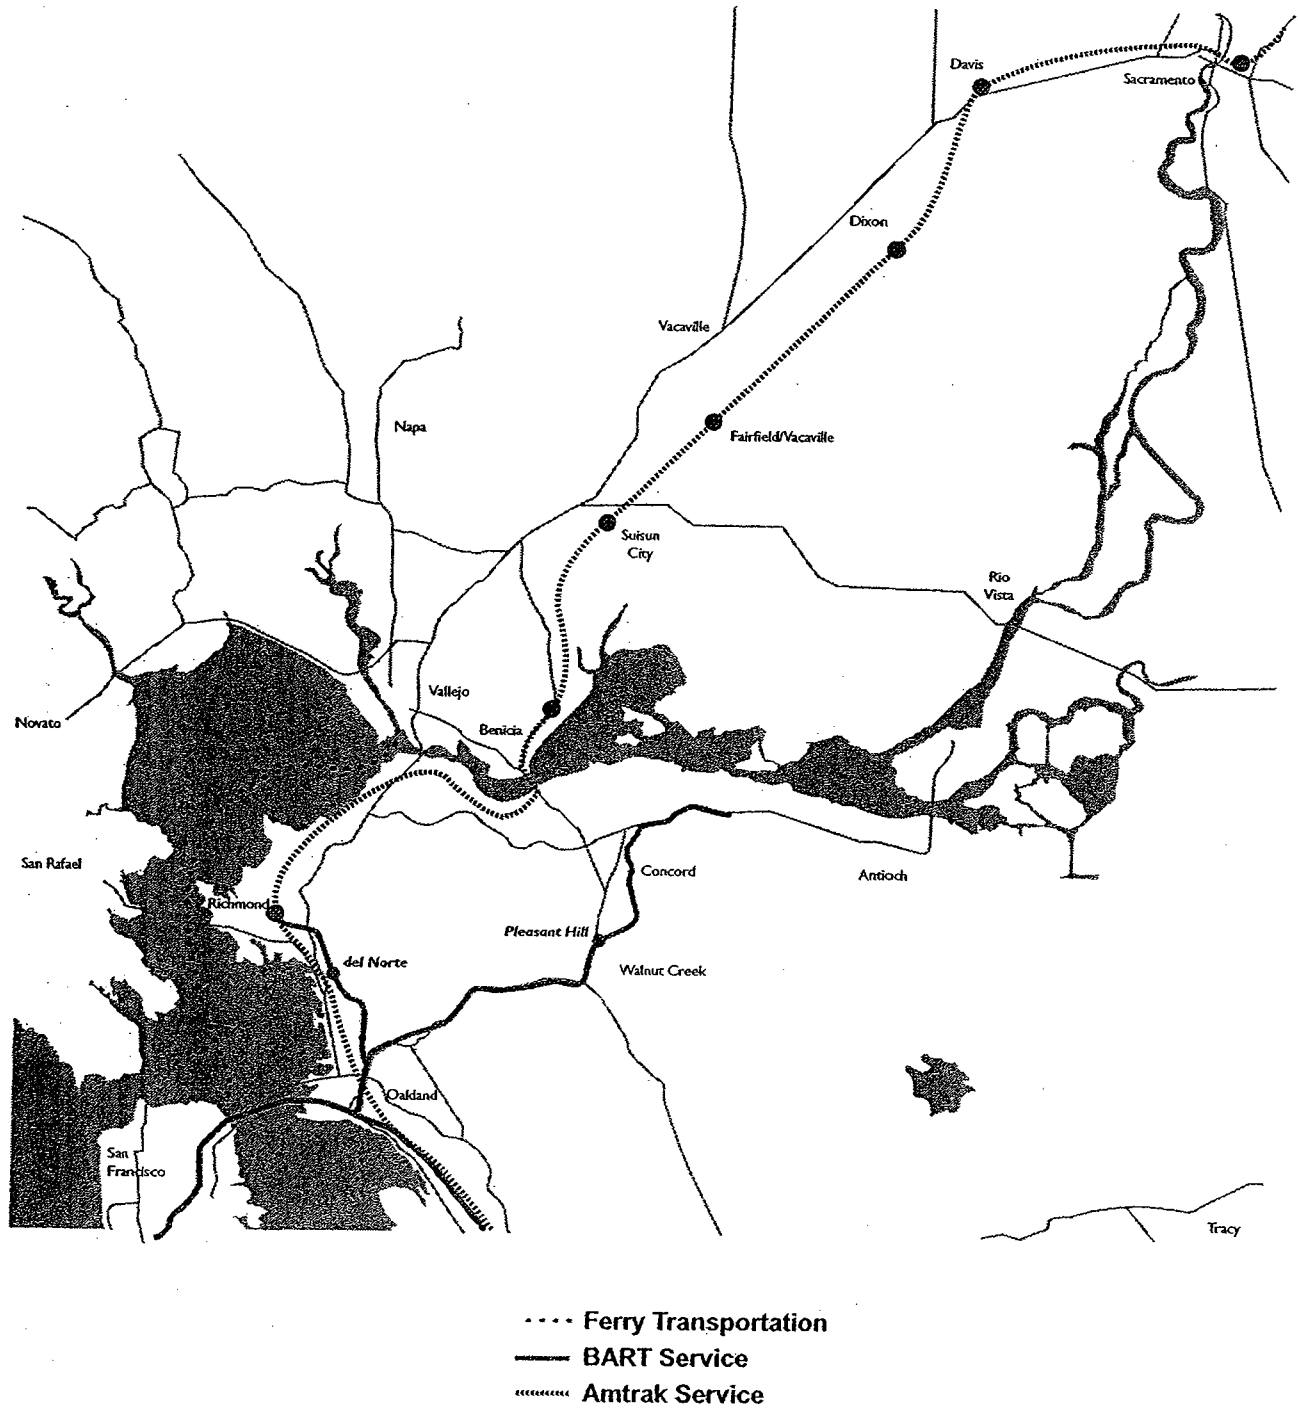 Davis
Sacramento
Dixon
Vacaville
Napa
Fairfield/Vacaville
Suisun
City
Rio
Vista
Vallejo
Novato
Benicia
San Rafael
Concord
Antioch
Richmond
Pleasant Hill
del Norte
Walnut Creek
Oakland
San
Francisco
Tracy
Ferry Transportation
BART Service
Amtrak Service